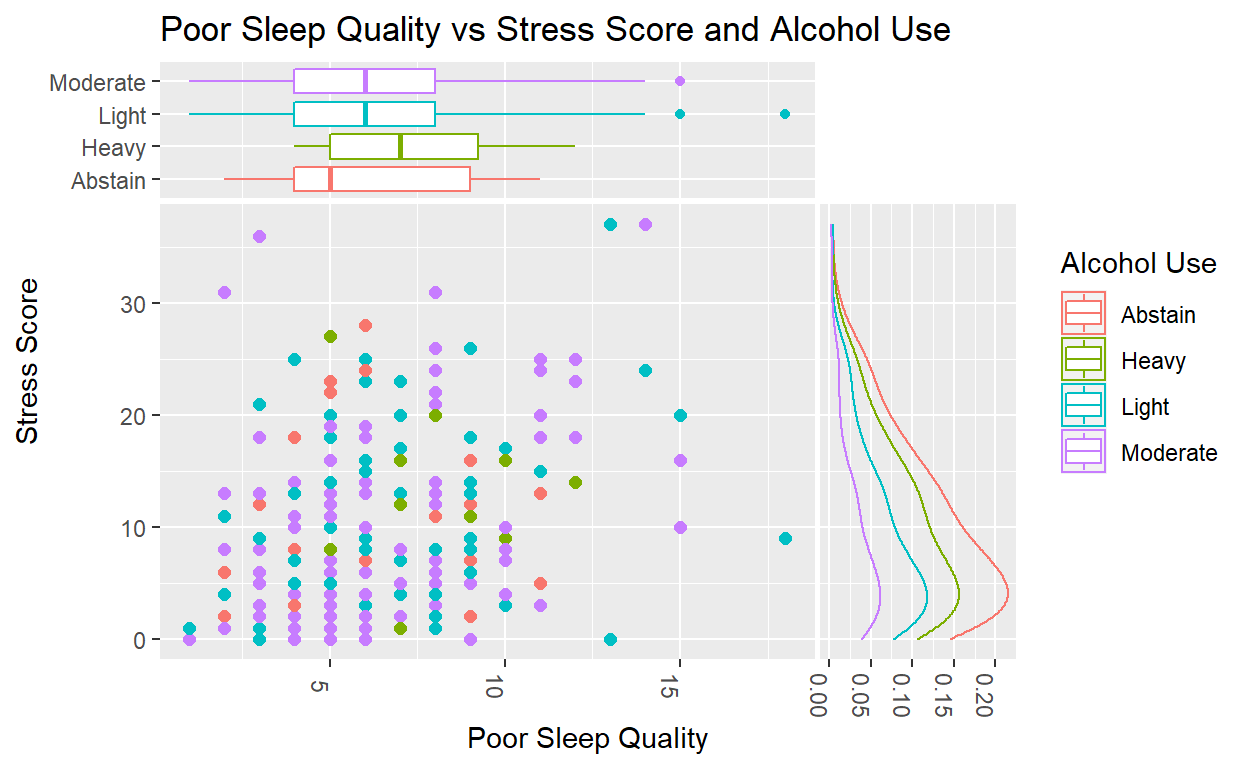 Poor Sleep Quality vs Stress Score and Alcohol Use
Moderate
Light
Heavy
Abstain
Stress Score
30
20
10
0
5
10
15
Poor Sleep Quality
0.00
0.05
0.10
0.15
0.20
Alcohol Use
Abstain
Heavy
Light
Moderate